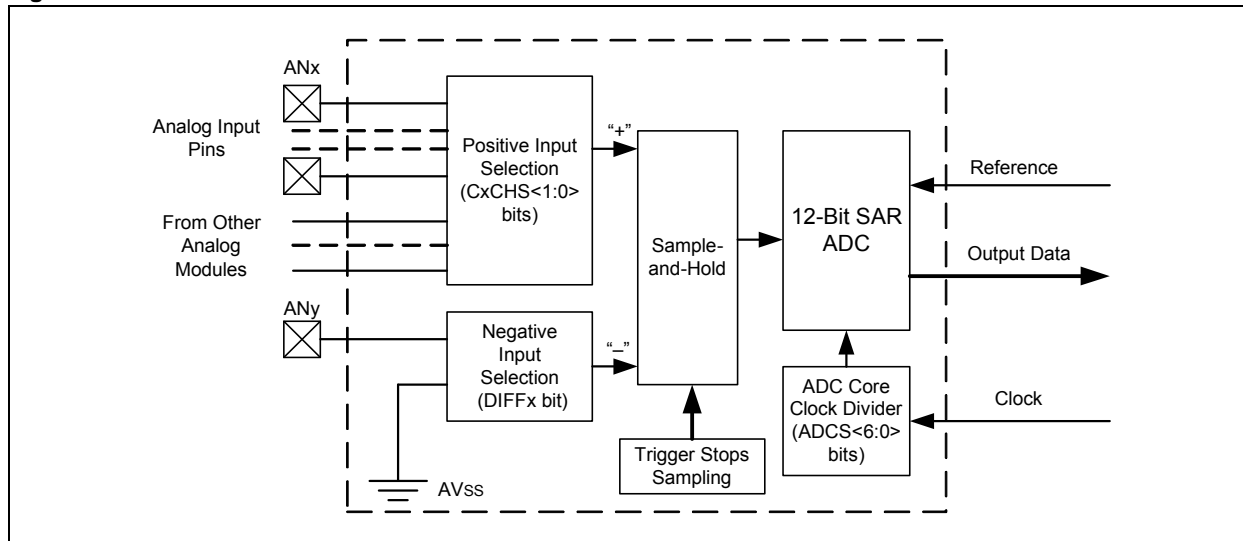 ANx
Analog Input
Pins
From Other
Analog
Modules
ANy
Positive Input
Selection
(CxCHS<1:0>
bits)
"+"
Negative
Input
Selection
(DIFFx bit)
"–"
AVSS
Sample-
and-Hold
Trigger Stops
Sampling
12-Bit SAR
ADC
ADC Core
Clock Divider
(ADCS<6:0>
bits)
Reference
Output Data
Clock